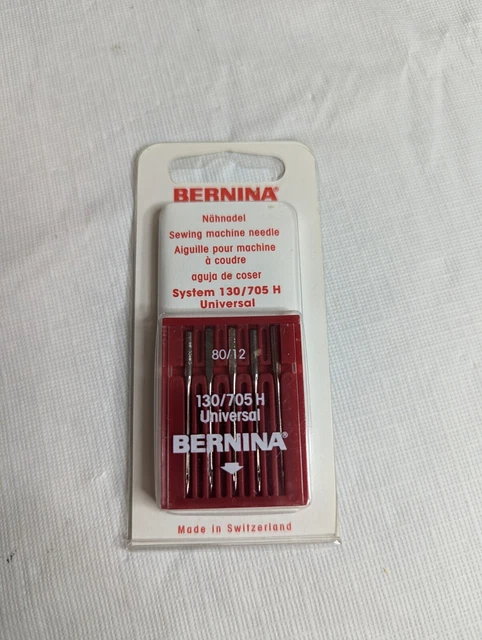 BERNINA®
Nähnadel
Sewing machine needle
Aiguille pour machine
à coudre
aguja de coser
System 130/705 H
Universal
80/12
130/705 H
Universal
BERNINA®
Made in Switzerland